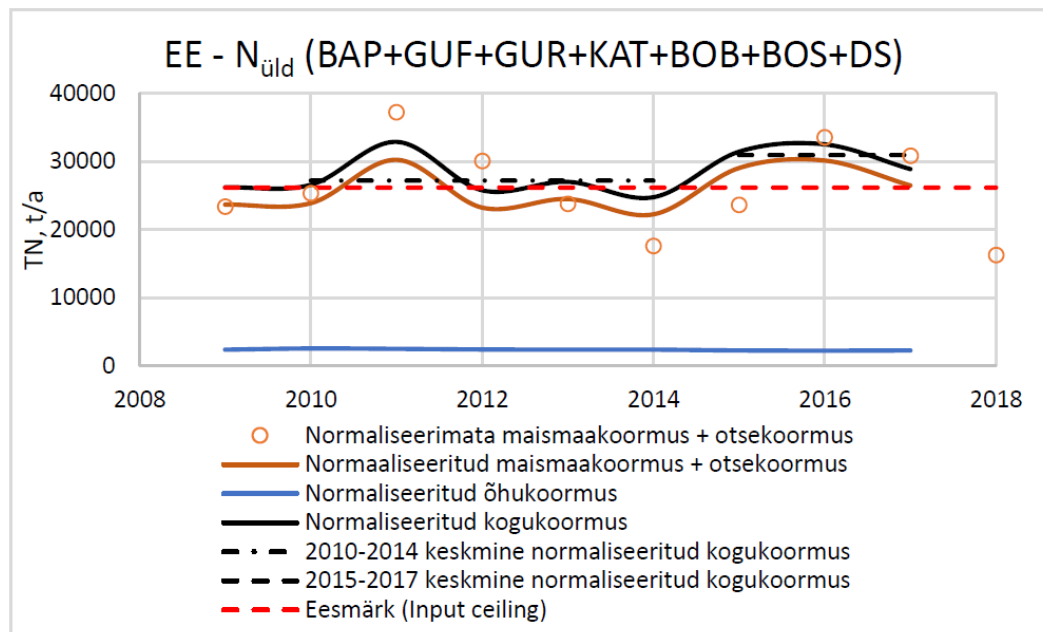 EE - Nüld (BAP+GUF+GUR+KAT+BOB+BOS+DS)
TN, t/a
40000
30000
20000
10000
0
2008 2010 2012 2014 2016 2018
Normaliseerimata maismaakoormus + otsekoormus
Normaaliseeritud maismaakoormus + otsekoormus
Normaliseeritud õhukoormus
Normaliseeritud kogukoormus
2010-2014 keskmine normaliseeritud kogukoormus
2015-2017 keskmine normaliseeritud kogukoormus
Eesmärk (Input ceiling)